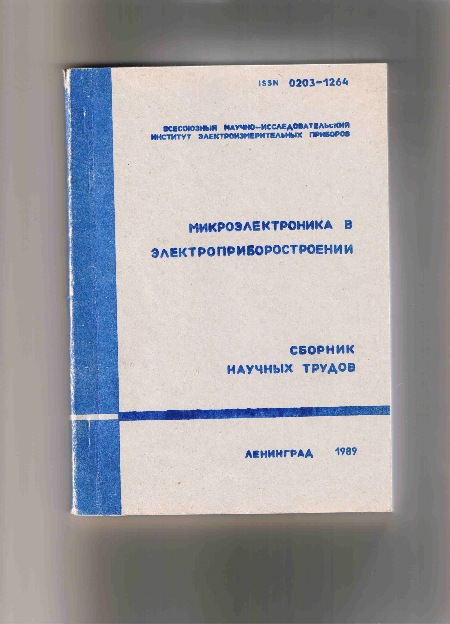 ISSN 0203-1264
ВСЕСОЮЗНЫЙ НАУЧНО-ИССЛЕДОВАТЕЛЬСКИЙ
ИНСТИТУТ ЭЛЕКТРОИЗМЕРИТЕЛЬНЫХ ПРИБОРОВ
МИКРОЭЛЕКТРОНИКА В
ЭЛЕКТРОПРИБОРОСТРОЕНИИ
СБОРНИК
НАУЧНЫХ ТРУДОВ
ЛЕНИНГРАД 1989